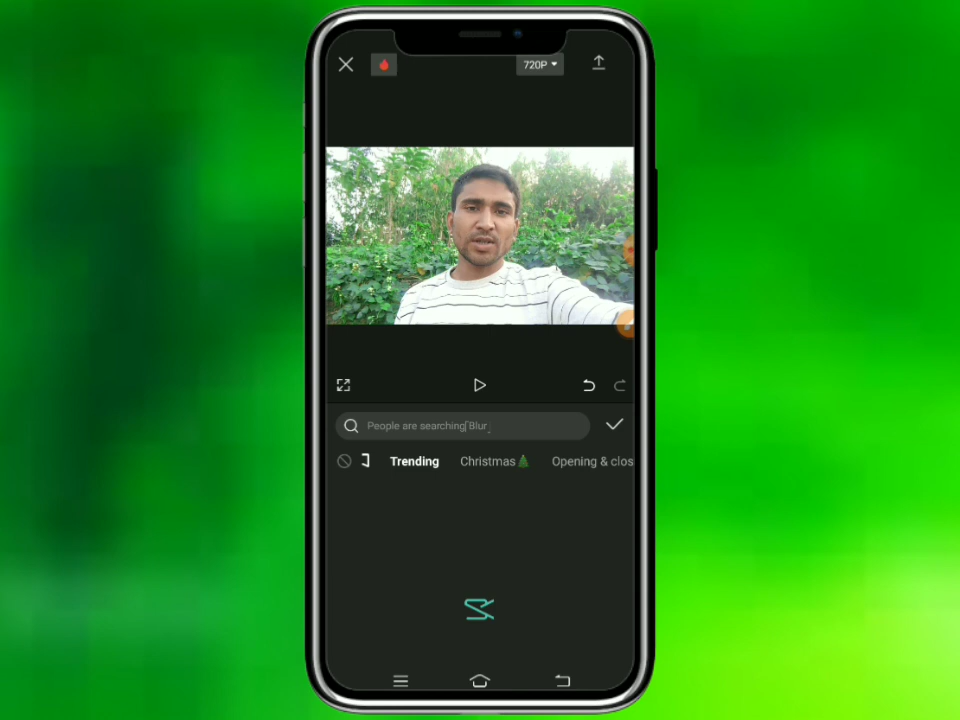 720P
People are searching「Blur」
Trending
Christmas🎄
Opening & clos